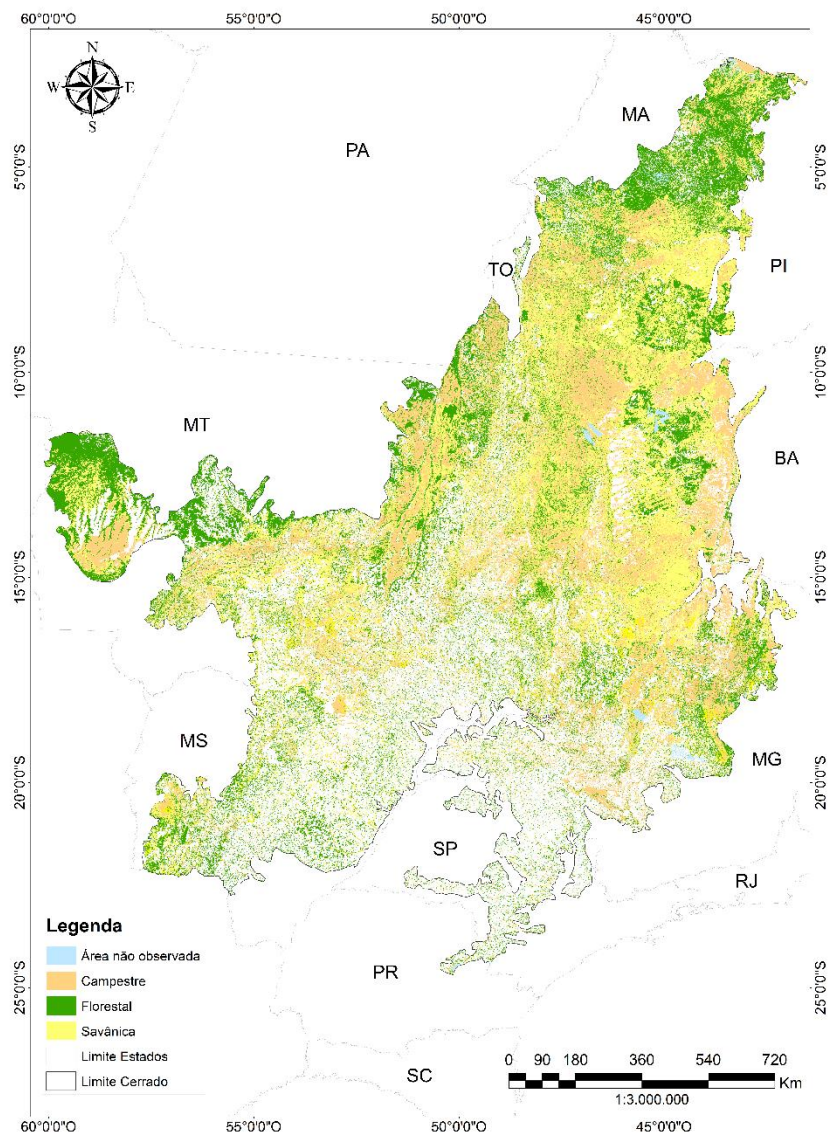 60°0'0"O 55°0'0"O 50°0'0"O 45°0'0"O
N
W E
S
MA
PA
5°0'0"S 5°0'0"S
TO
PI
10°0'0"S 10°0'0"S
MT
BA
15°0'0"S 15°0'0"S
MS
MG
20°0'0"S 20°0'0"S
SP
RJ
Legenda
Área não observada
Campestre
Florestal
Savânica
Limite Estados
Limite Cerrado
PR
25°0'0"S 25°0'0"S
SC
0 90 180 360 540 720
Km
1:3.000.000
60°0'0"O 55°0'0"O 50°0'0"O 45°0'0"O